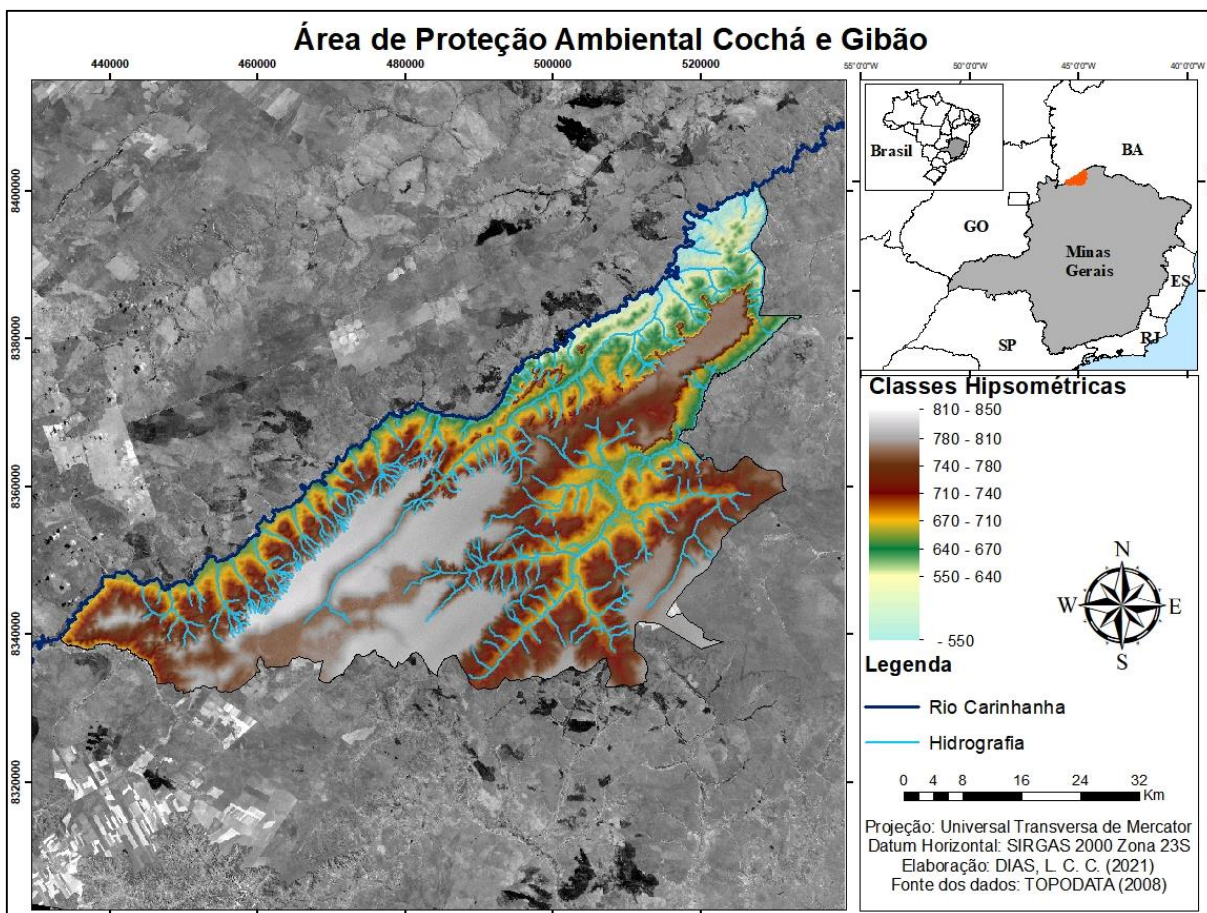 Área de Proteção Ambiental Cochá e Gibão
440000 460000 480000 500000 520000
8400000
8380000
8360000
8340000
8320000
55°0'0"W 50°0'0"W 45°0'0"W 40°0'0"W
Brasil
BA
GO
Minas
Gerais
ES
SP
RJ
Classes Hipsométricas
810 - 850
780 - 810
740 - 780
710 - 740
670 - 710
640 - 670
550 - 640
- 550
N
W E
S
Legenda
Rio Carinhanha
Hidrografia
0 4 8 16 24 32
Km
Projeção: Universal Transversa de Mercator
Datum Horizontal: SIRGAS 2000 Zona 23S
Elaboração: DIAS, L. C. C. (2021)
Fonte dos dados: TOPODATA (2008)